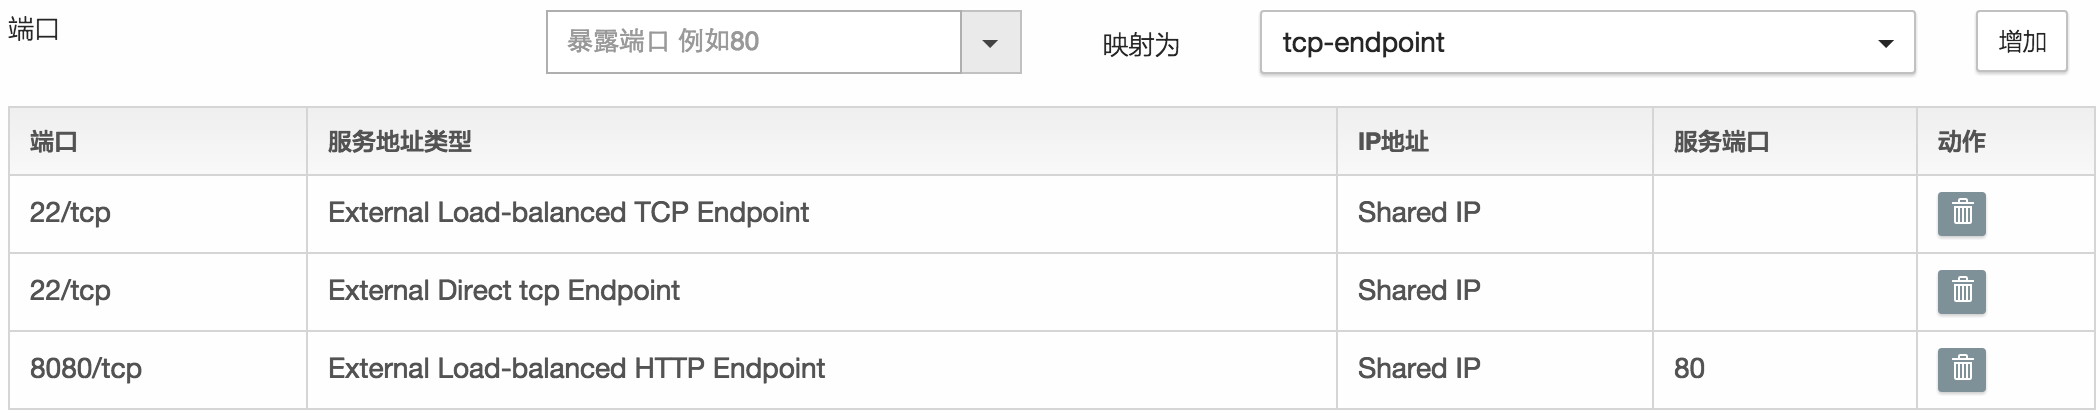 端口 暴露端口 例如80 映射为 tcp-endpoint 增加
端口 服务地址类型 IP地址 服务端口 动作
22/tcp External Load-balanced TCP Endpoint Shared IP
22/tcp External Direct tcp Endpoint Shared IP
8080/tcp External Load-balanced HTTP Endpoint Shared IP 80